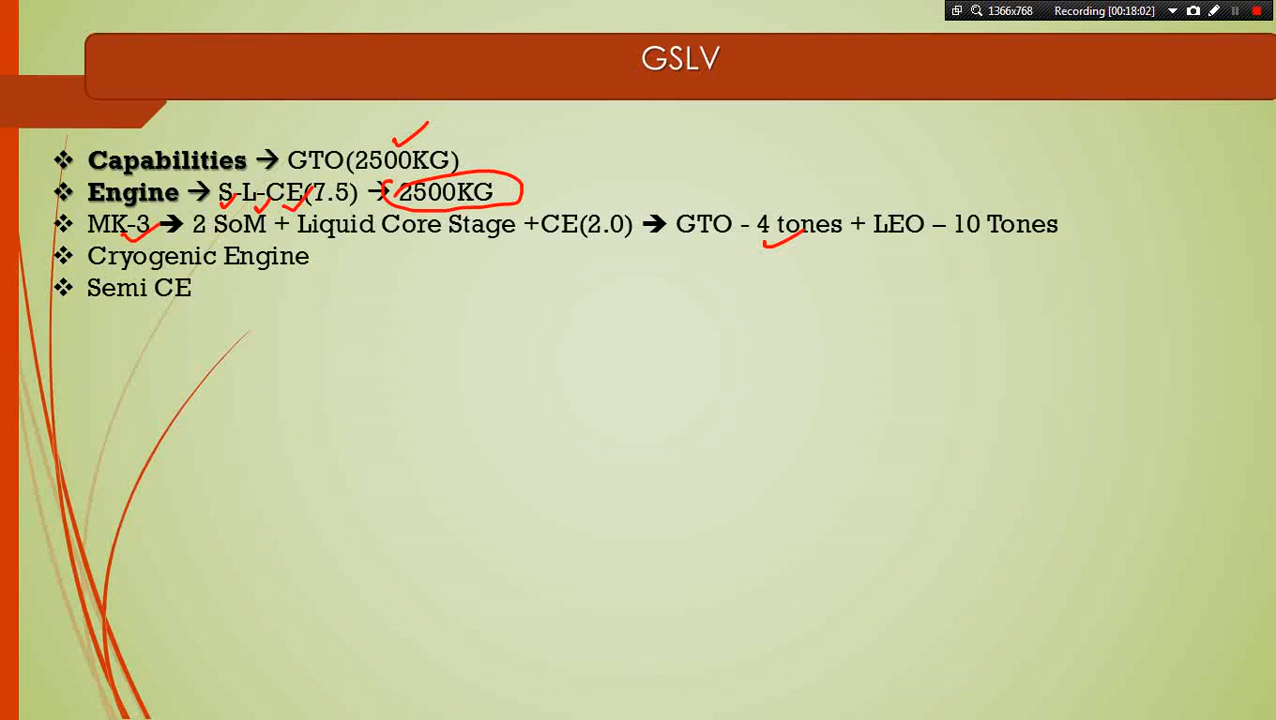 1366x768 Recording [00:18:02]
GSLV
❖ Capabilities → GTO(2500KG)
❖ Engine → S-L-CE(7.5) → 2500KG
❖ MK-3 → 2 SoM + Liquid Core Stage +CE(2.0) → GTO - 4 tones + LEO – 10 Tones
❖ Cryogenic Engine
❖ Semi CE